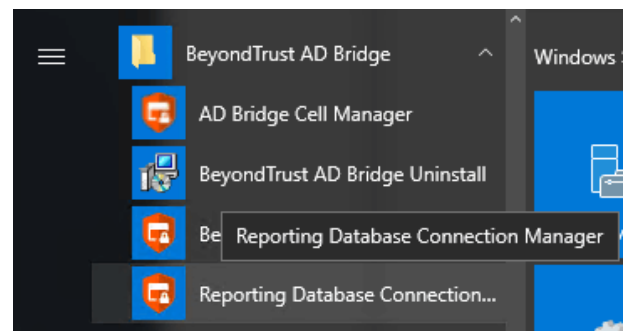 BeyondTrust AD Bridge
Windows
AD Bridge Cell Manager
BeyondTrust AD Bridge Uninstall
Be
Reporting Database Connection Manager
Reporting Database Connection...